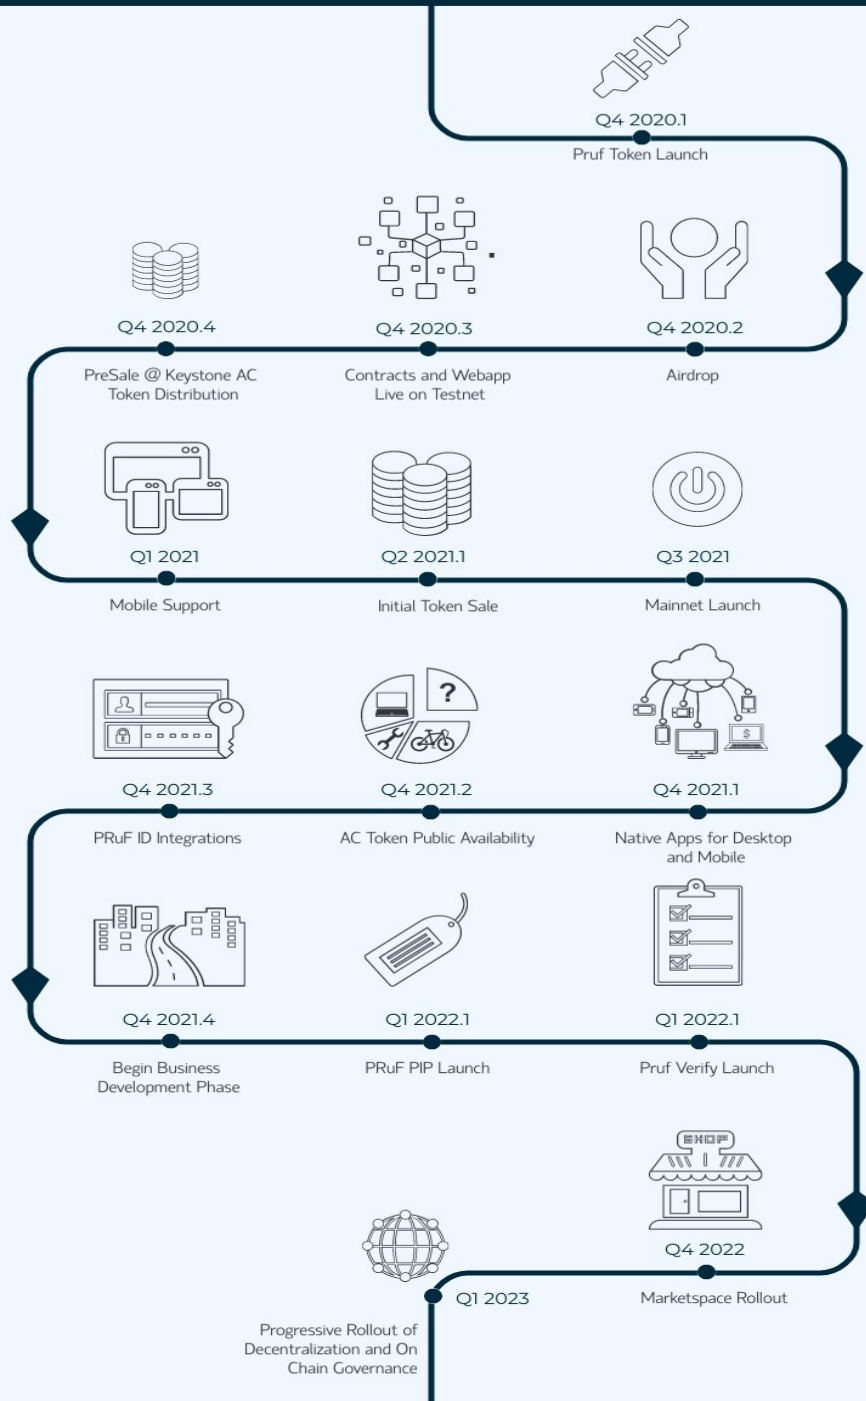 Q4 2020.1
Pruf Token Launch
Q4 2020.4
PreSale @ Keystone AC
Token Distribution
Q4 2020.3
Contracts and Webapp
Live on Testnet
Q4 2020.2
Airdrop
Q1 2021
Mobile Support
Q2 2021.1
Initial Token Sale
Q3 2021
Mainnet Launch
?
$
Q4 2021.3
PRuF ID Integrations
Q4 2021.2
AC Token Public Availability
Q4 2021.1
Native Apps for Desktop
and Mobile
Q4 2021.4
Begin Business
Development Phase
Q1 2022.1
PRuF PIP Launch
Q1 2022.1
Pruf Verify Launch
SHOP
Q4 2022
Marketspace Rollout
Q1 2023
Progressive Rollout of
Decentralization and On
Chain Governance